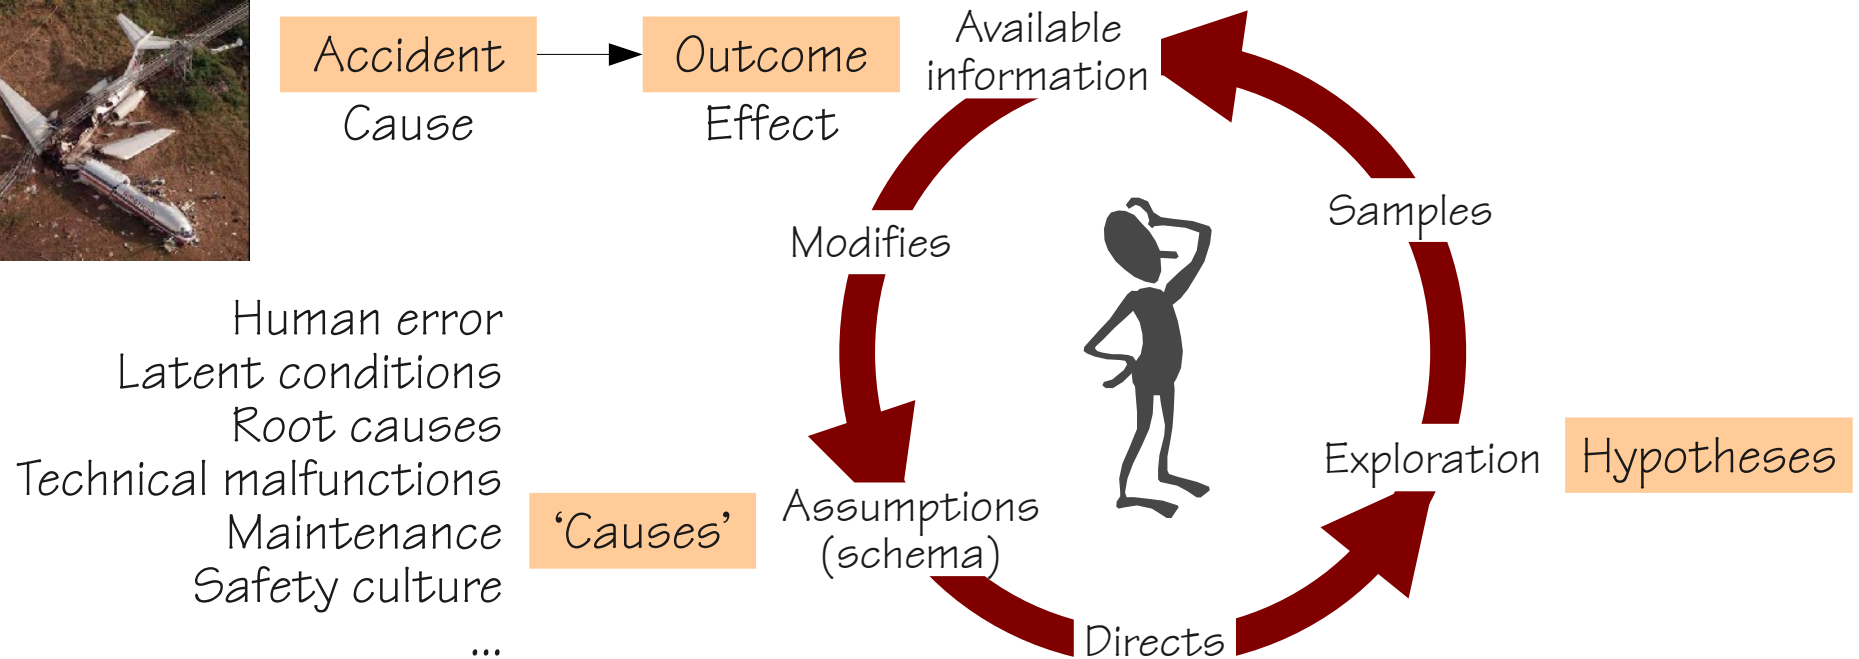 Accident
Cause
Outcome
Effect
Available
information
Samples
Modifies
Human error
Latent conditions
Root causes
Technical malfunctions
Maintenance
Safety culture
...
‘Causes’
Assumptions
(schema)
Exploration
Hypotheses
Directs